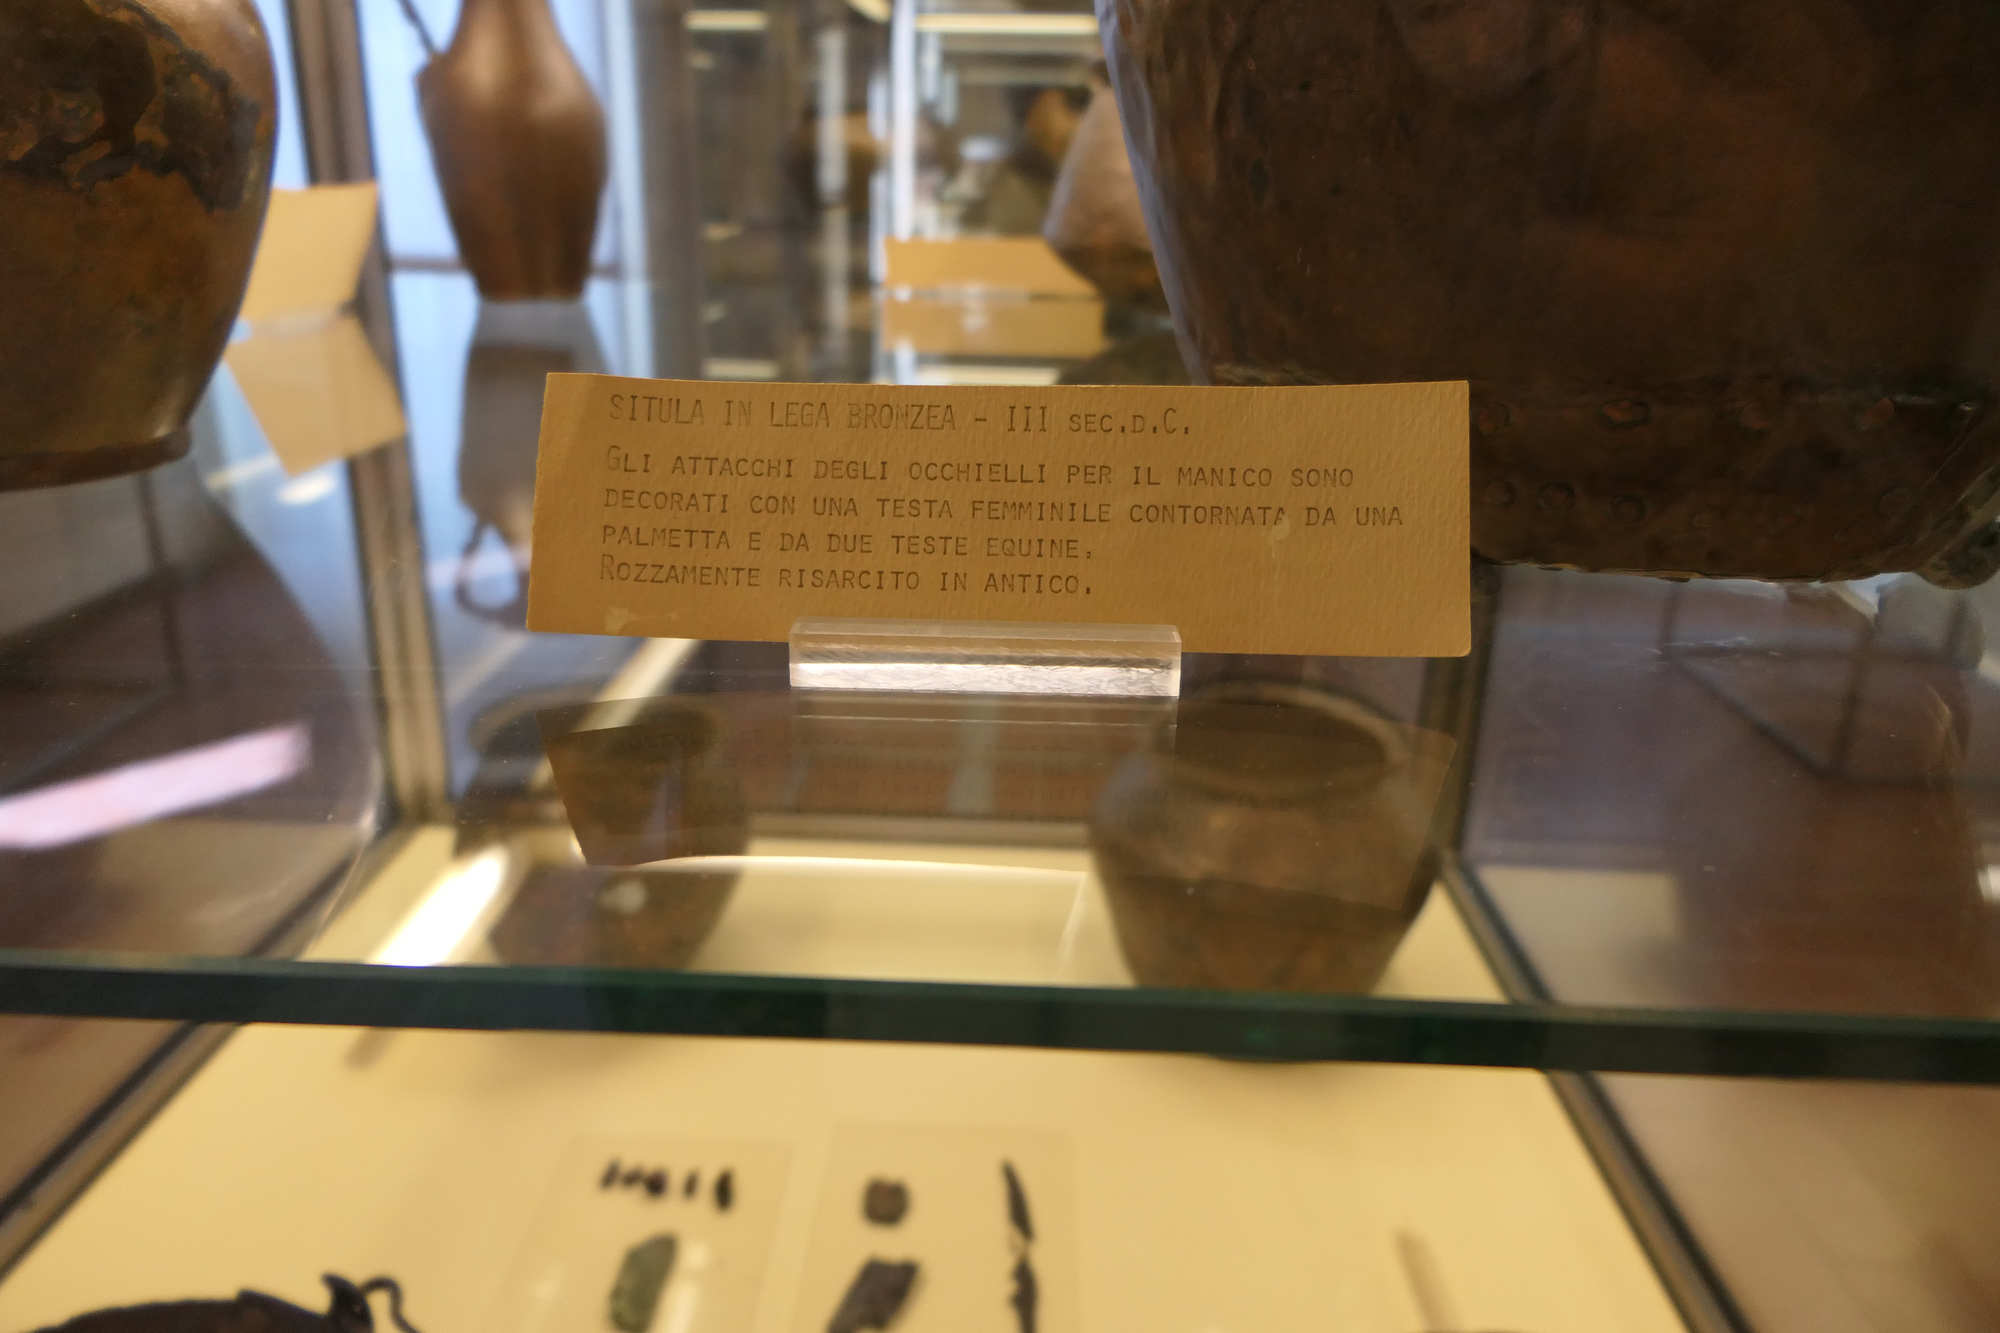 SITULA IN LEGA BRONZEA - III SEC.D.C.
GLI ATTACCHI DEGLI OCCHIELLI PER IL MANICO SONO
DECORATI CON UNA TESTA FEMMINILE CONTORNATA DA UNA
PALMETTA E DA DUE TESTE EQUINE.
ROZZAMENTE RISARCITO IN ANTICO.